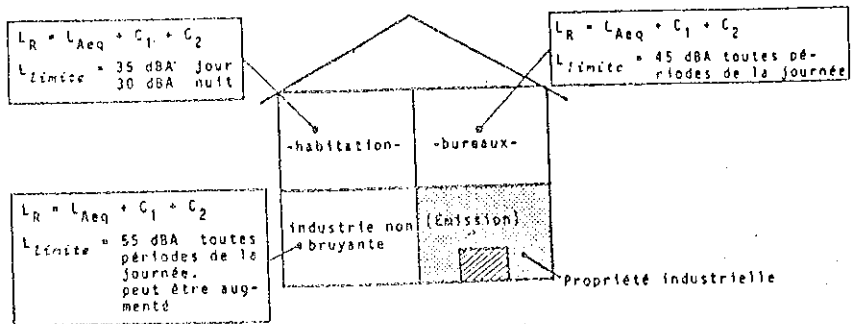 L_R = L_Aeq + C_1 + C_2
L_limite = 35 dBA jour
30 dBA nuit
L_R = L_Aeq + C_1 + C_2
L_limite = 45 dBA toutes pé-
riodes de la journée
-habitation-
-bureaux-
L_R = L_Aeq + C_1 + C_2
L_limite = 55 dBA toutes
périodes de la
journée.
peut être aug-
menté
industrie non
bruyante
(Émission)
Propriété industrielle